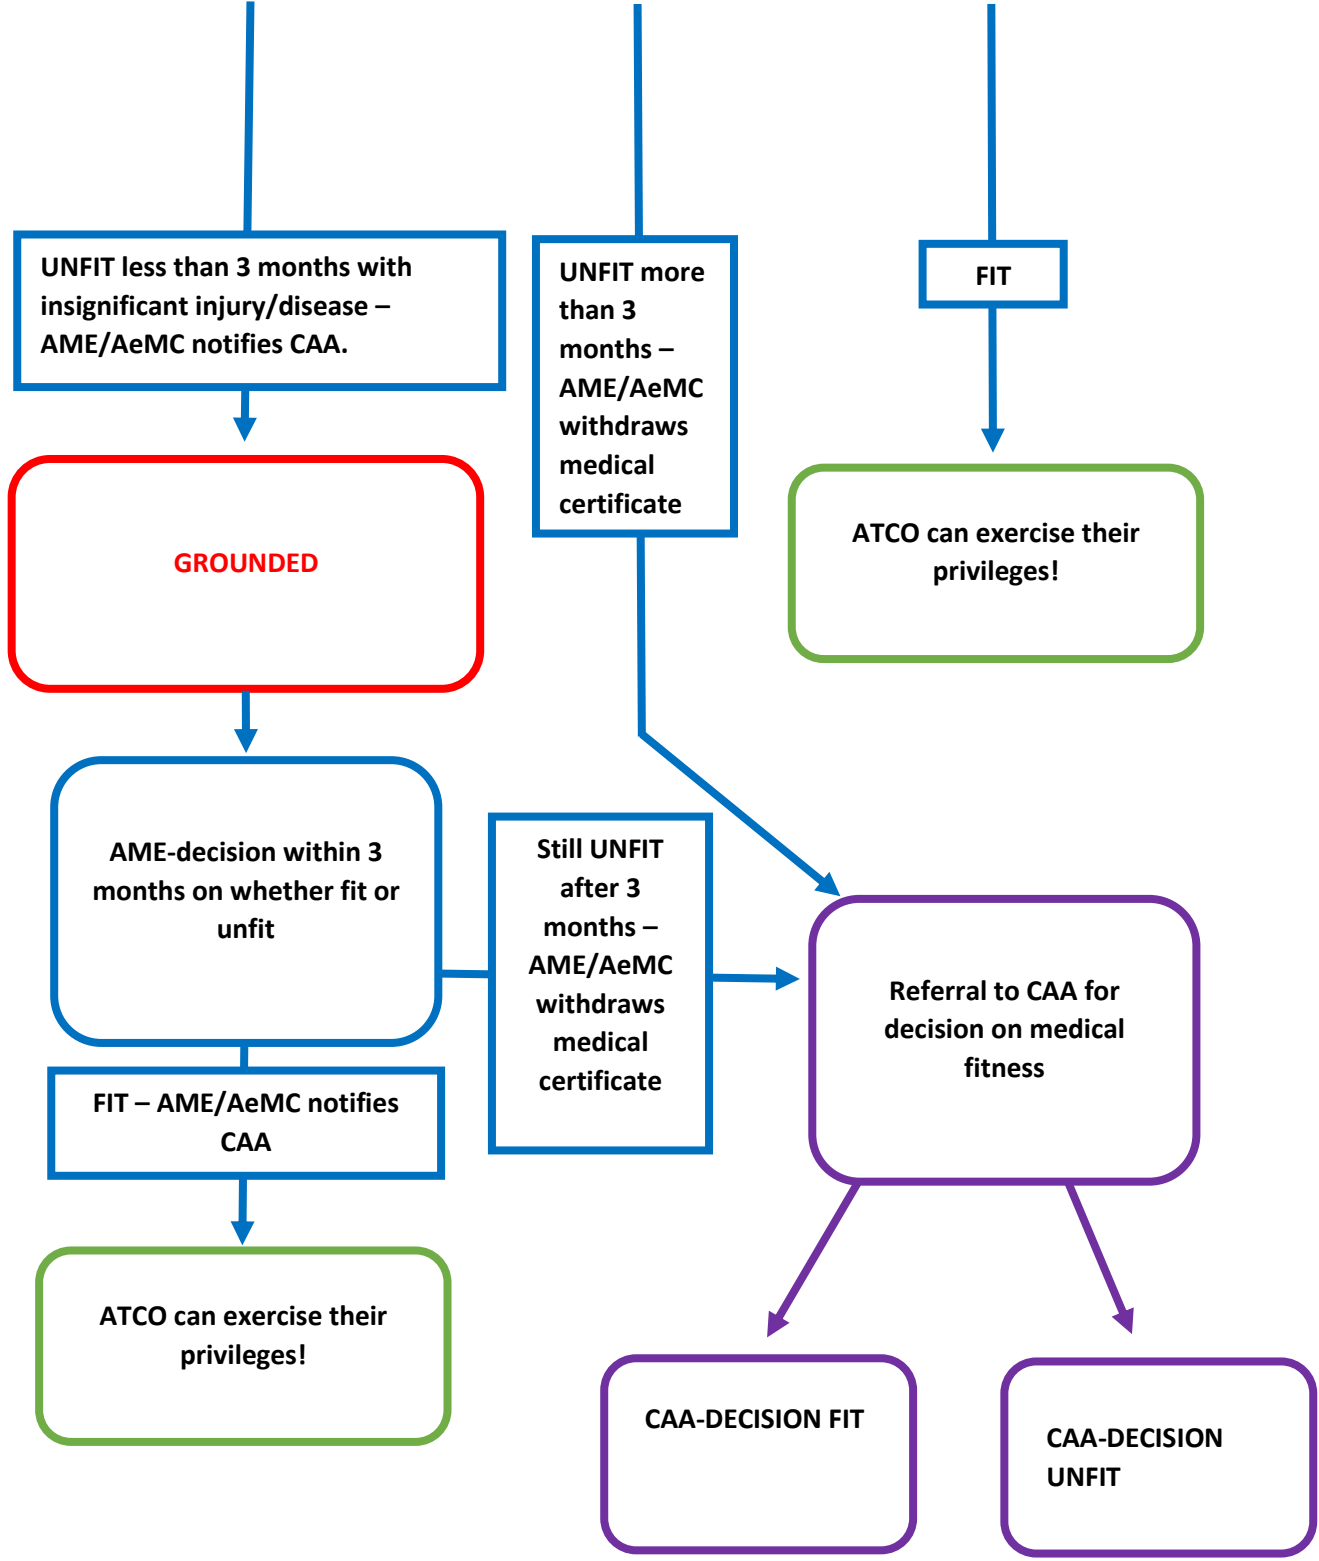 UNFIT less than 3 months with
insignificant injury/disease –
AME/AeMC notifies CAA.
UNFIT more
than 3
months –
AME/AeMC
withdraws
medical
certificate
FIT
ATCO can exercise their
privileges!
GROUNDED
AME-decision within 3
months on whether fit or
unfit
Still UNFIT
after 3
months –
AME/AeMC
withdraws
medical
certificate
Referral to CAA for
decision on medical
fitness
FIT – AME/AeMC notifies
CAA
ATCO can exercise their
privileges!
CAA-DECISION FIT
CAA-DECISION
UNFIT